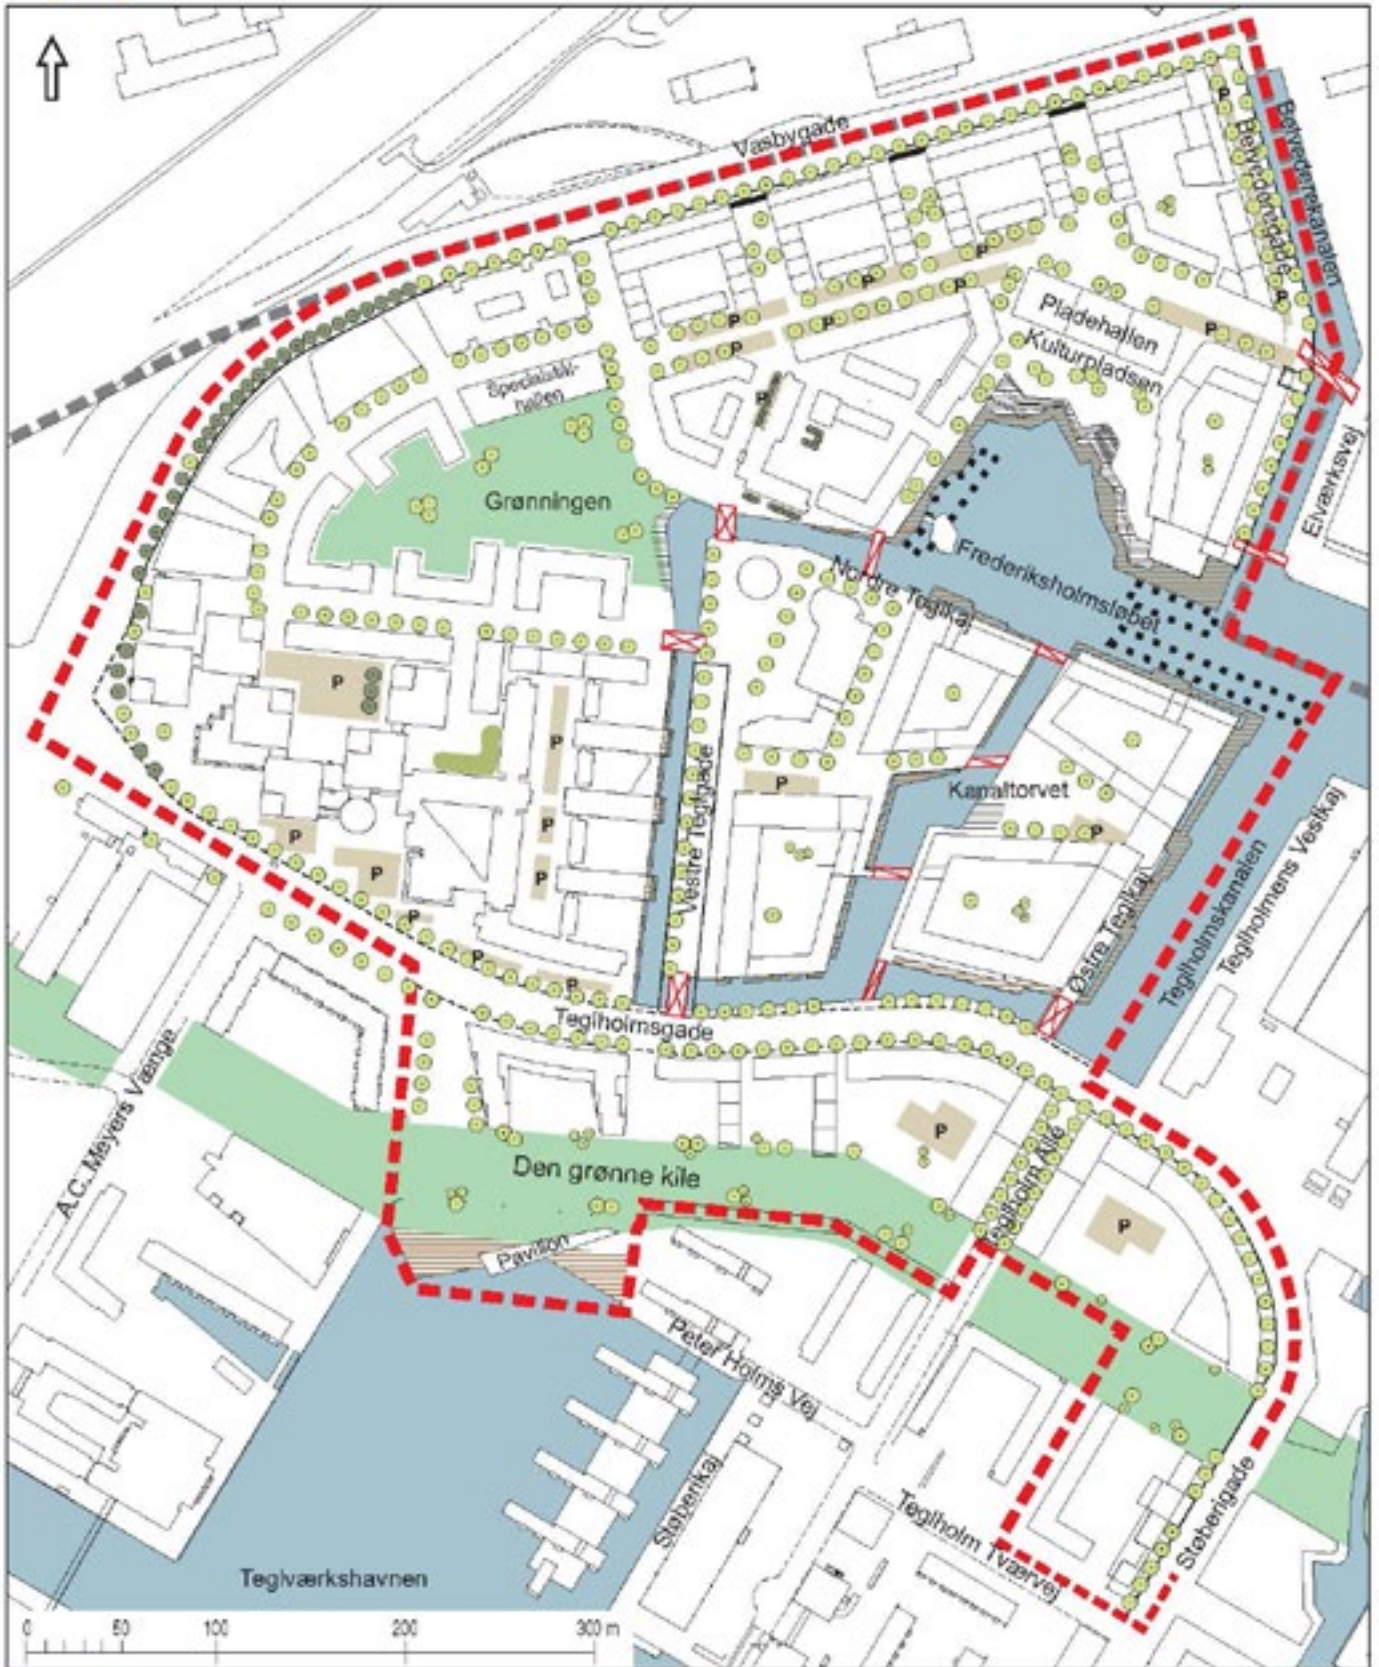 Vasbygade
Belvederekanalen
Belvederegade
P
P
P
P
P
P
P
P
P
Pladehallen
Kulturpladsen
Specialstål-
hallen
P
Grønningen
Elværksvej
Frederiksholmsløbet
Nordre Teglkaj
P
P
P
Vestre Teglgade
Kanaltorvet
P
P
P
P
P
P
P
P
Teglholmskanalen
Teglholmens Vestkaj
Østre Teglkaj
Teglholmsgade
A.C. Meyers Vænge
P
Teglholm Allé
Den grønne kile
P
Pavillon
Peter Holms Vej
Støberikaj
Teglholm Tværvej
Støberigade
Teglværkshavnen
0 50 100 200 300 m